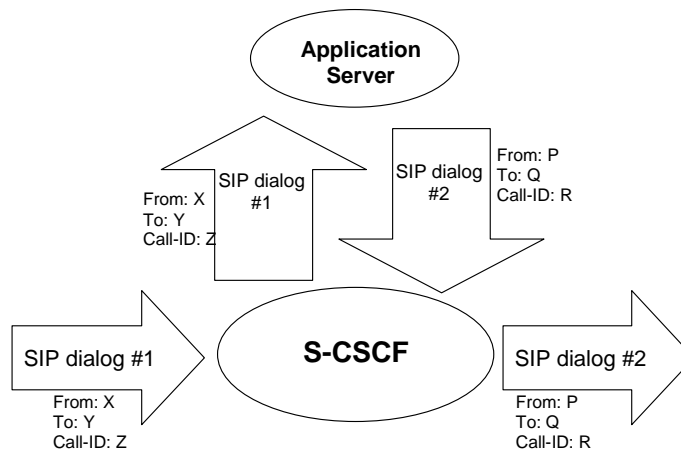 Application
Server
SIP dialog
#1
From: X
To: Y
Call-ID: Z
SIP dialog
#2
From: P
To: Q
Call-ID: R
S-CSCF
SIP dialog #1
From: X
To: Y
Call-ID: Z
SIP dialog #2
From: P
To: Q
Call-ID: R